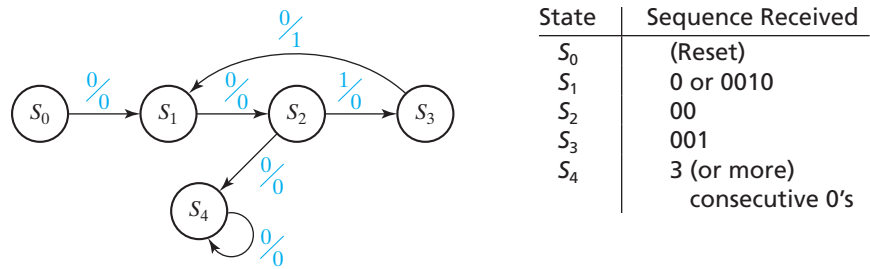 0/1
0/0
0/0
1/0
S0
S1
S2
S3
0/0
S4
0/0
State Sequence Received
S0 (Reset)
S1 0 or 0010
S2 00
S3 001
S4 3 (or more)
consecutive 0's